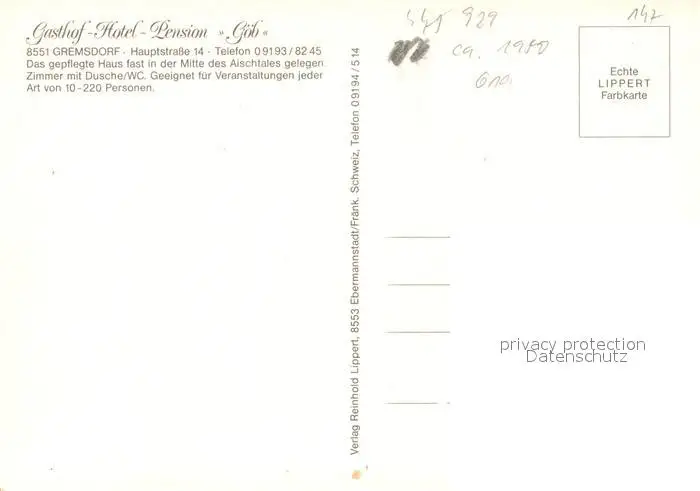 Gasthof-Hotel-Pension »Göb«
8551 GREMSDORF · Hauptstraße 14 · Telefon 09193/8245
Das gepflegte Haus fast in der Mitte des Aischtales gelegen.
Zimmer mit Dusche/WC. Geeignet für Veranstaltungen jeder
Art von 10-220 Personen.
Verlag Reinhold Lippert, 8553 Ebermannstadt/Fränk. Schweiz, Telefon 09194/514
929
ca. 1980
147
Echte
LIPPERT
Farbkarte
privacy protection
Datenschutz